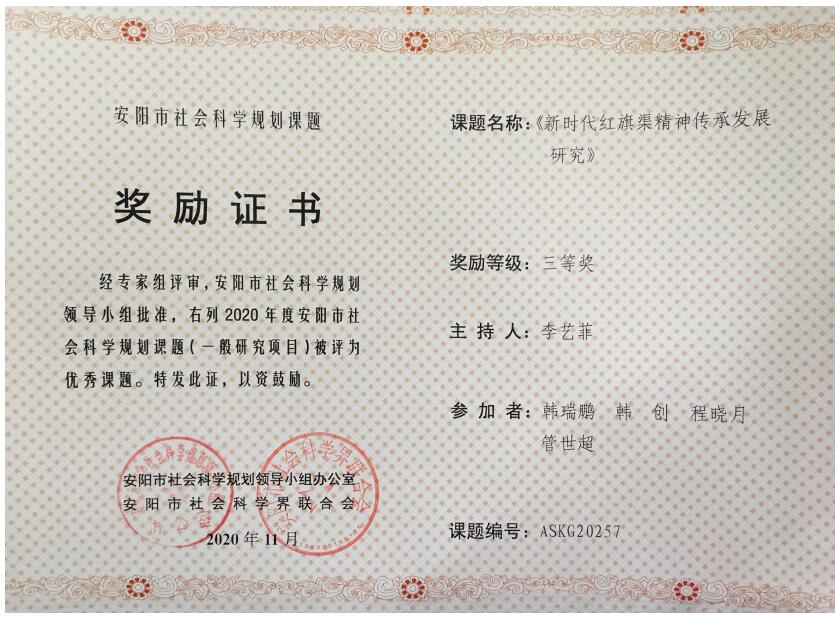 安阳市社会科学规划课题
奖励证书
经专家组评审,安阳市社会科学规划
领导小组批准，右列2020年度安阳市社
会科学规划课题(一般研究项目)被评为
优秀课题。特发此证，以资鼓励。
安阳市社会科学规划领导小组办公室
安阳市社会科学界联合会
2020年11月
课题名称:《新时代红旗渠精神传承发展
研究》
奖励等级：三等奖
主持人：李艺菲
参加者：韩瑞鹏 韩创 程晓月
管世超
课题编号：ASKG20257